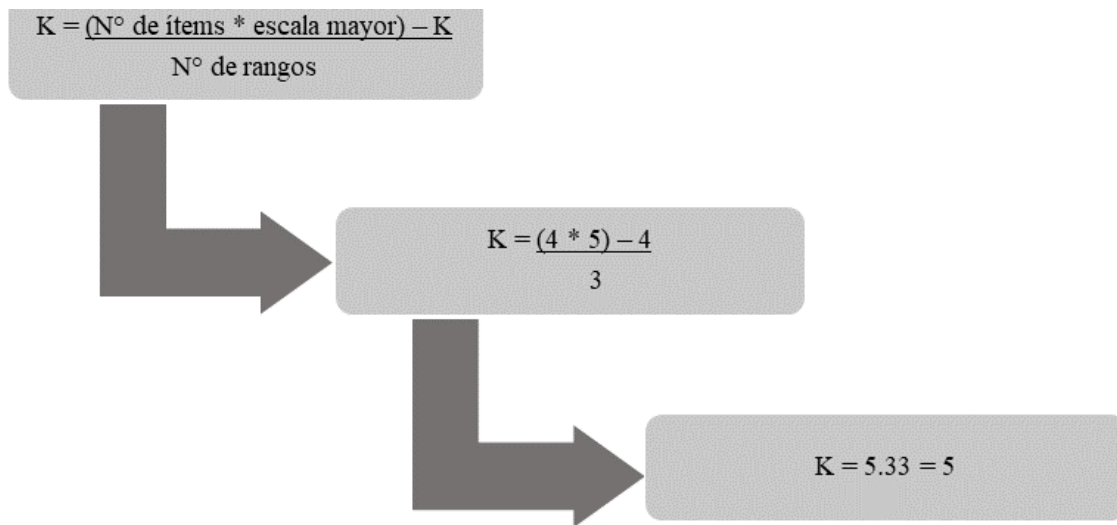 K = (N° de ítems * escala mayor) – K
N° de rangos
K = (4 * 5) – 4
3
K = 5.33 = 5